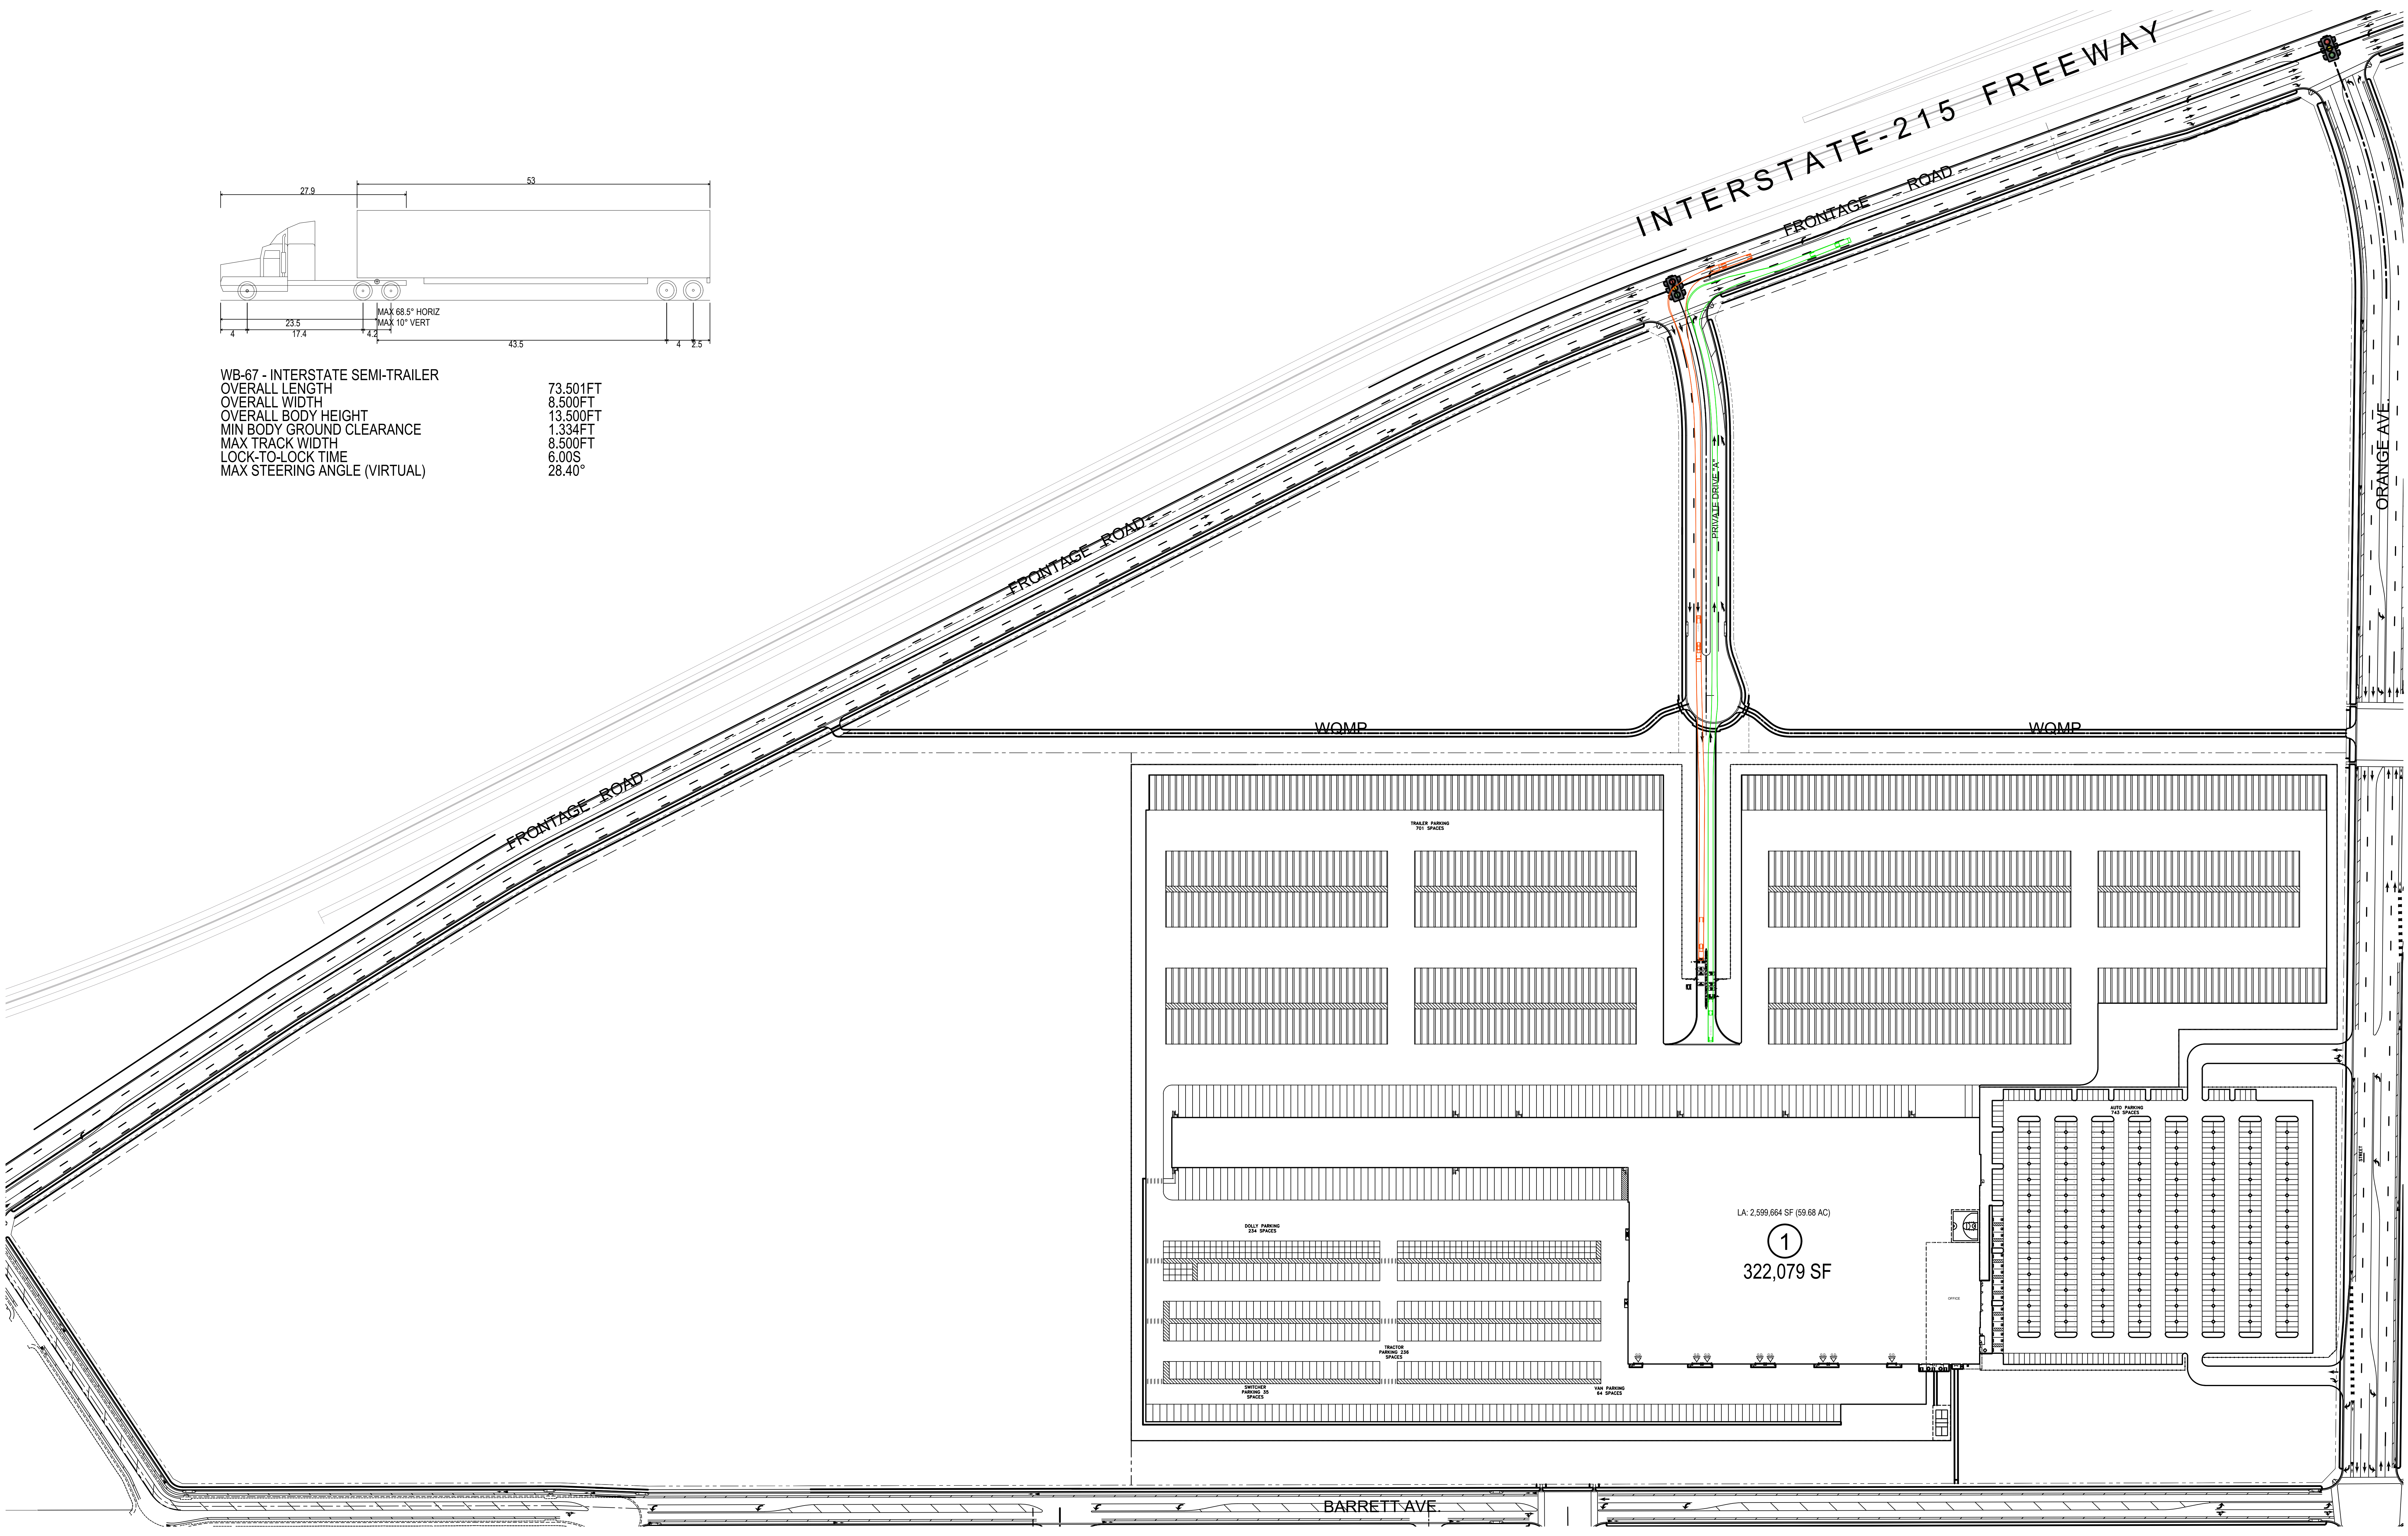 INTERSTATE-215 FREEWAY
FRONTAGE ROAD
27.9
53
MAX 68.5° HORIZ
MAX 10° VERT
23.5
4
17.4
4.2
43.5
4
2.5
WB-67 - INTERSTATE SEMI-TRAILER
OVERALL LENGTH 73.501FT
OVERALL WIDTH 8.500FT
OVERALL BODY HEIGHT 13.500FT
MIN BODY GROUND CLEARANCE 1.334FT
MAX TRACK WIDTH 8.500FT
LOCK-TO-LOCK TIME 6.00S
MAX STEERING ANGLE (VIRTUAL) 28.40°
ORANGE AVE.
PRIVATE DRIVE "A"
FRONTAGE ROAD
WQMP
WQMP
FRONTAGE ROAD
TRAILER PARKING
701 SPACES
AUTO PARKING
743 SPACES
STREET
LA: 2,599,664 SF (59.68 AC)
1
322,079 SF
DOLLY PARKING
234 SPACES
OFFICE
TRACTOR
PARKING 236
SPACES
SWITCHER
PARKING 35
SPACES
VAN PARKING
64 SPACES
BARRETT AVE.